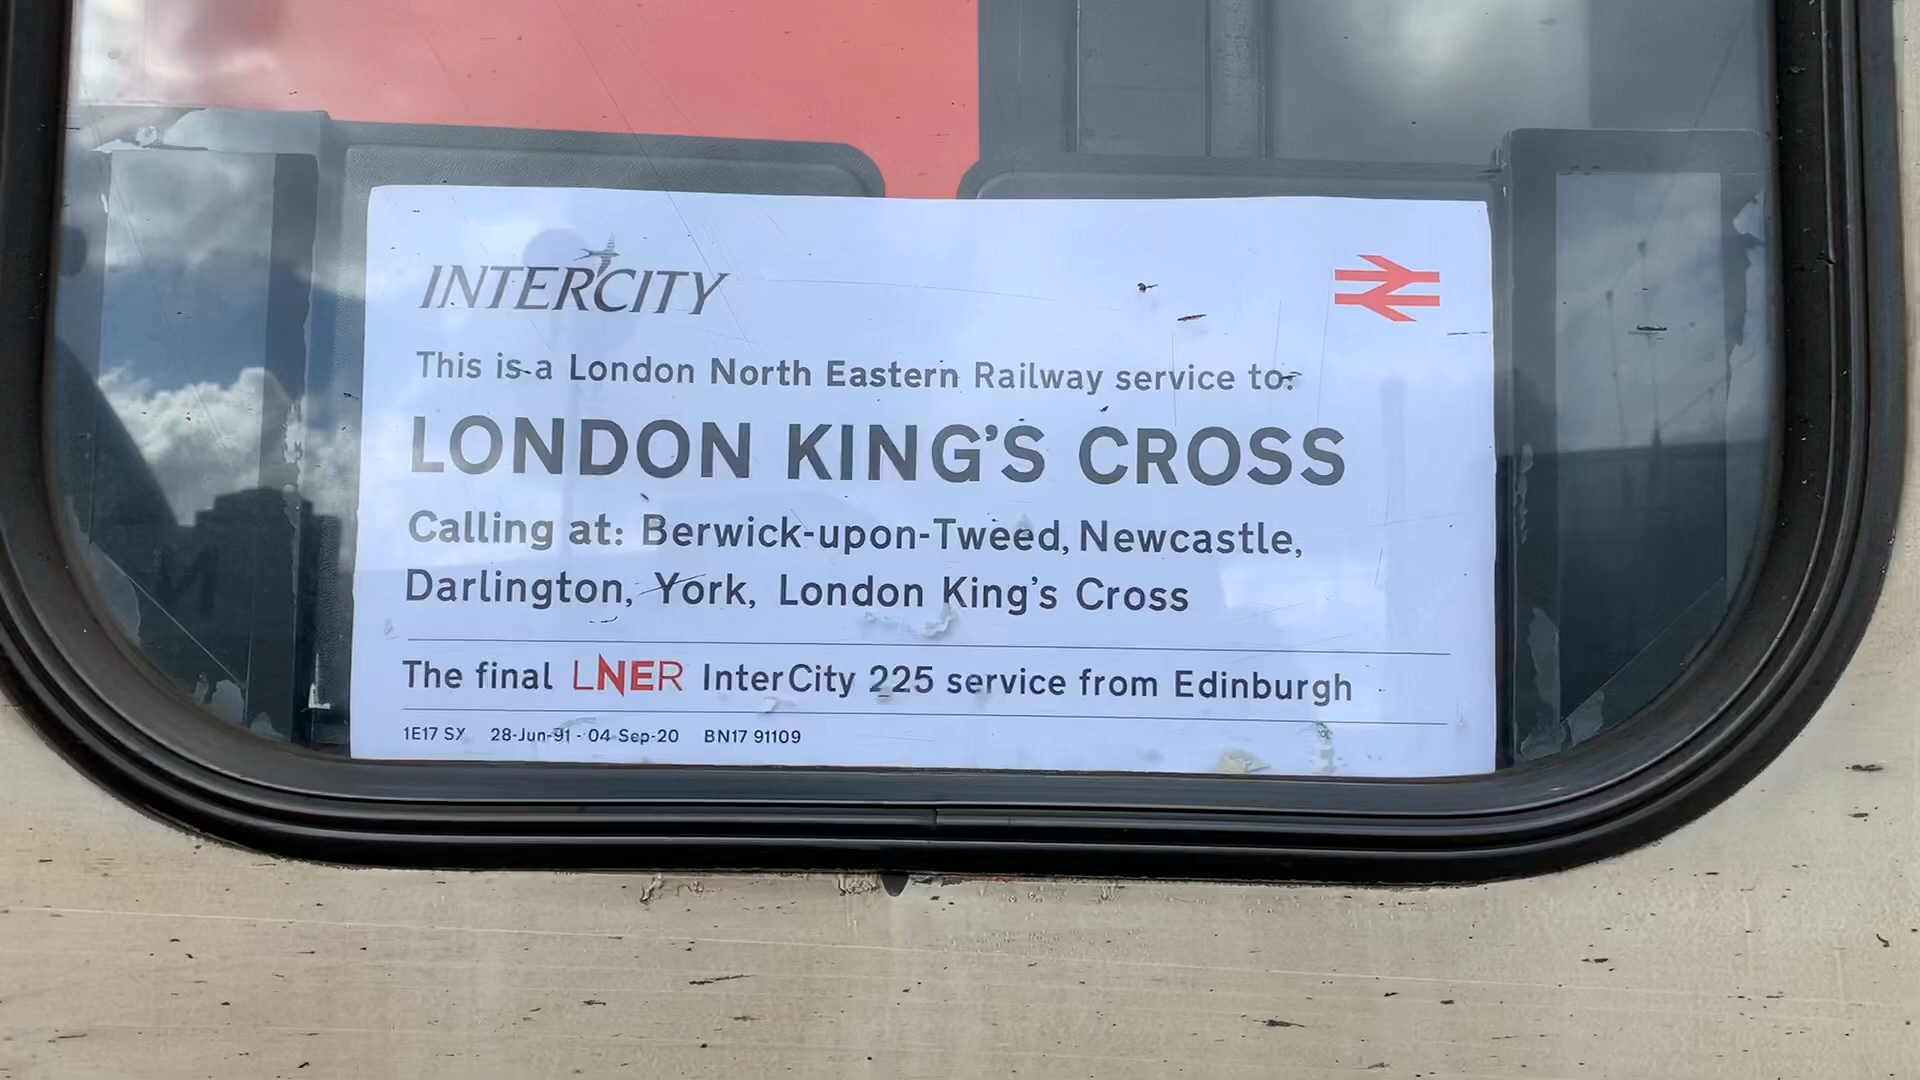 INTERCITY
This is a London North Eastern Railway service to:
LONDON KING'S CROSS
Calling at: Berwick-upon-Tweed, Newcastle,
Darlington, York, London King's Cross
The final LNER InterCity 225 service from Edinburgh
1E17 SX 28-Jun-91 - 04 Sep-20 BN17 91109